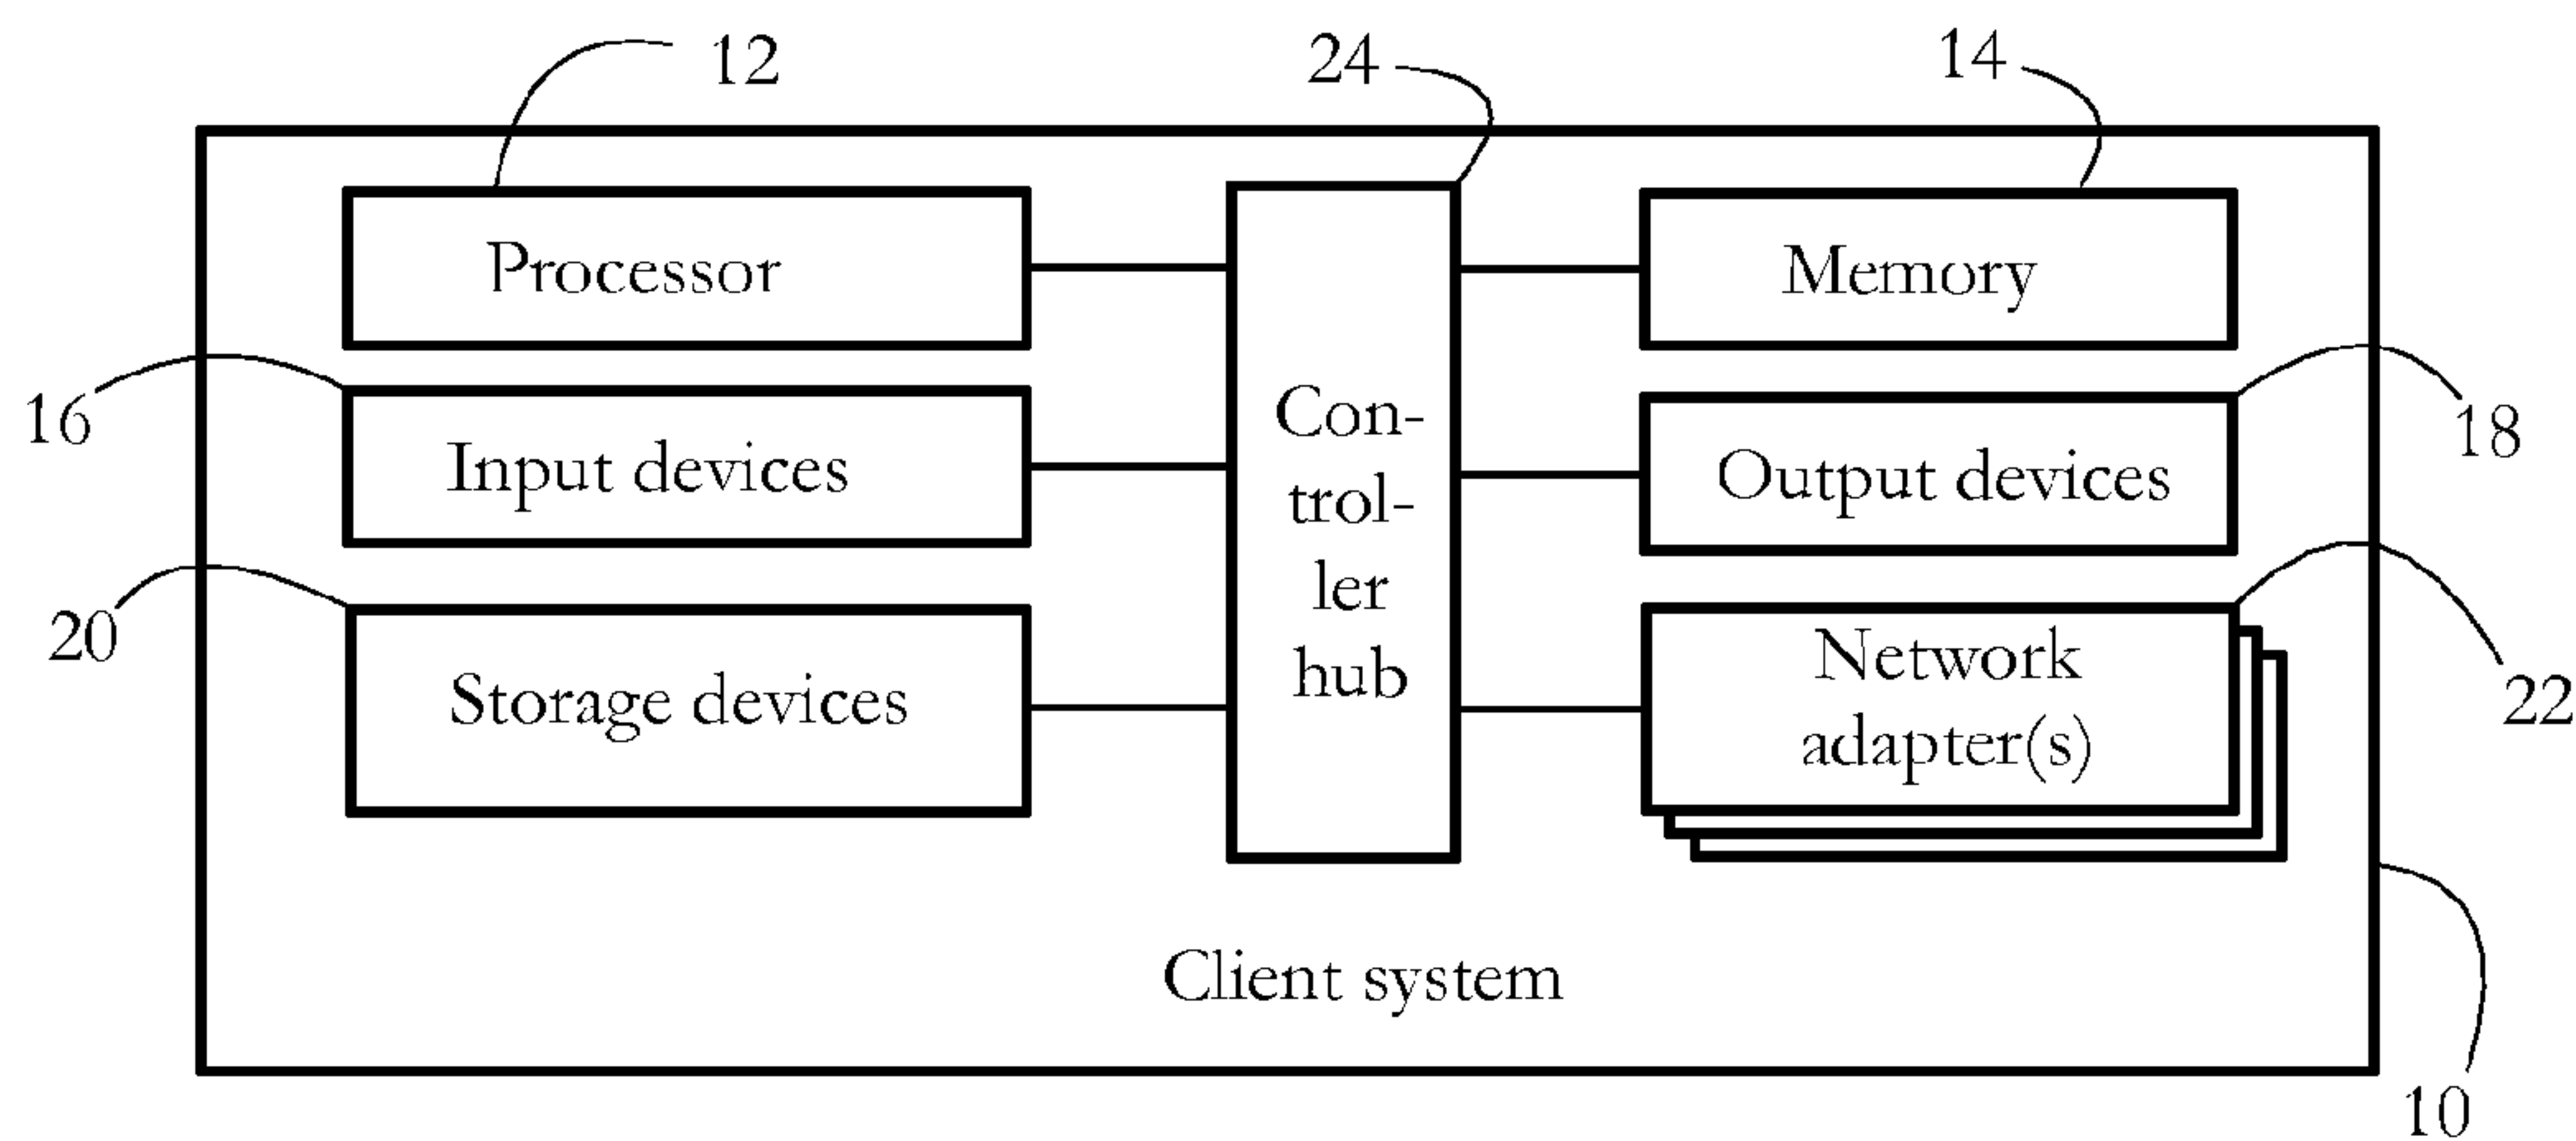 12
24
14
Processor
Memory
16
Input devices
Con-
trol-
ler
hub
Output devices
18
20
Storage devices
Network
adapter(s)
22
Client system
10